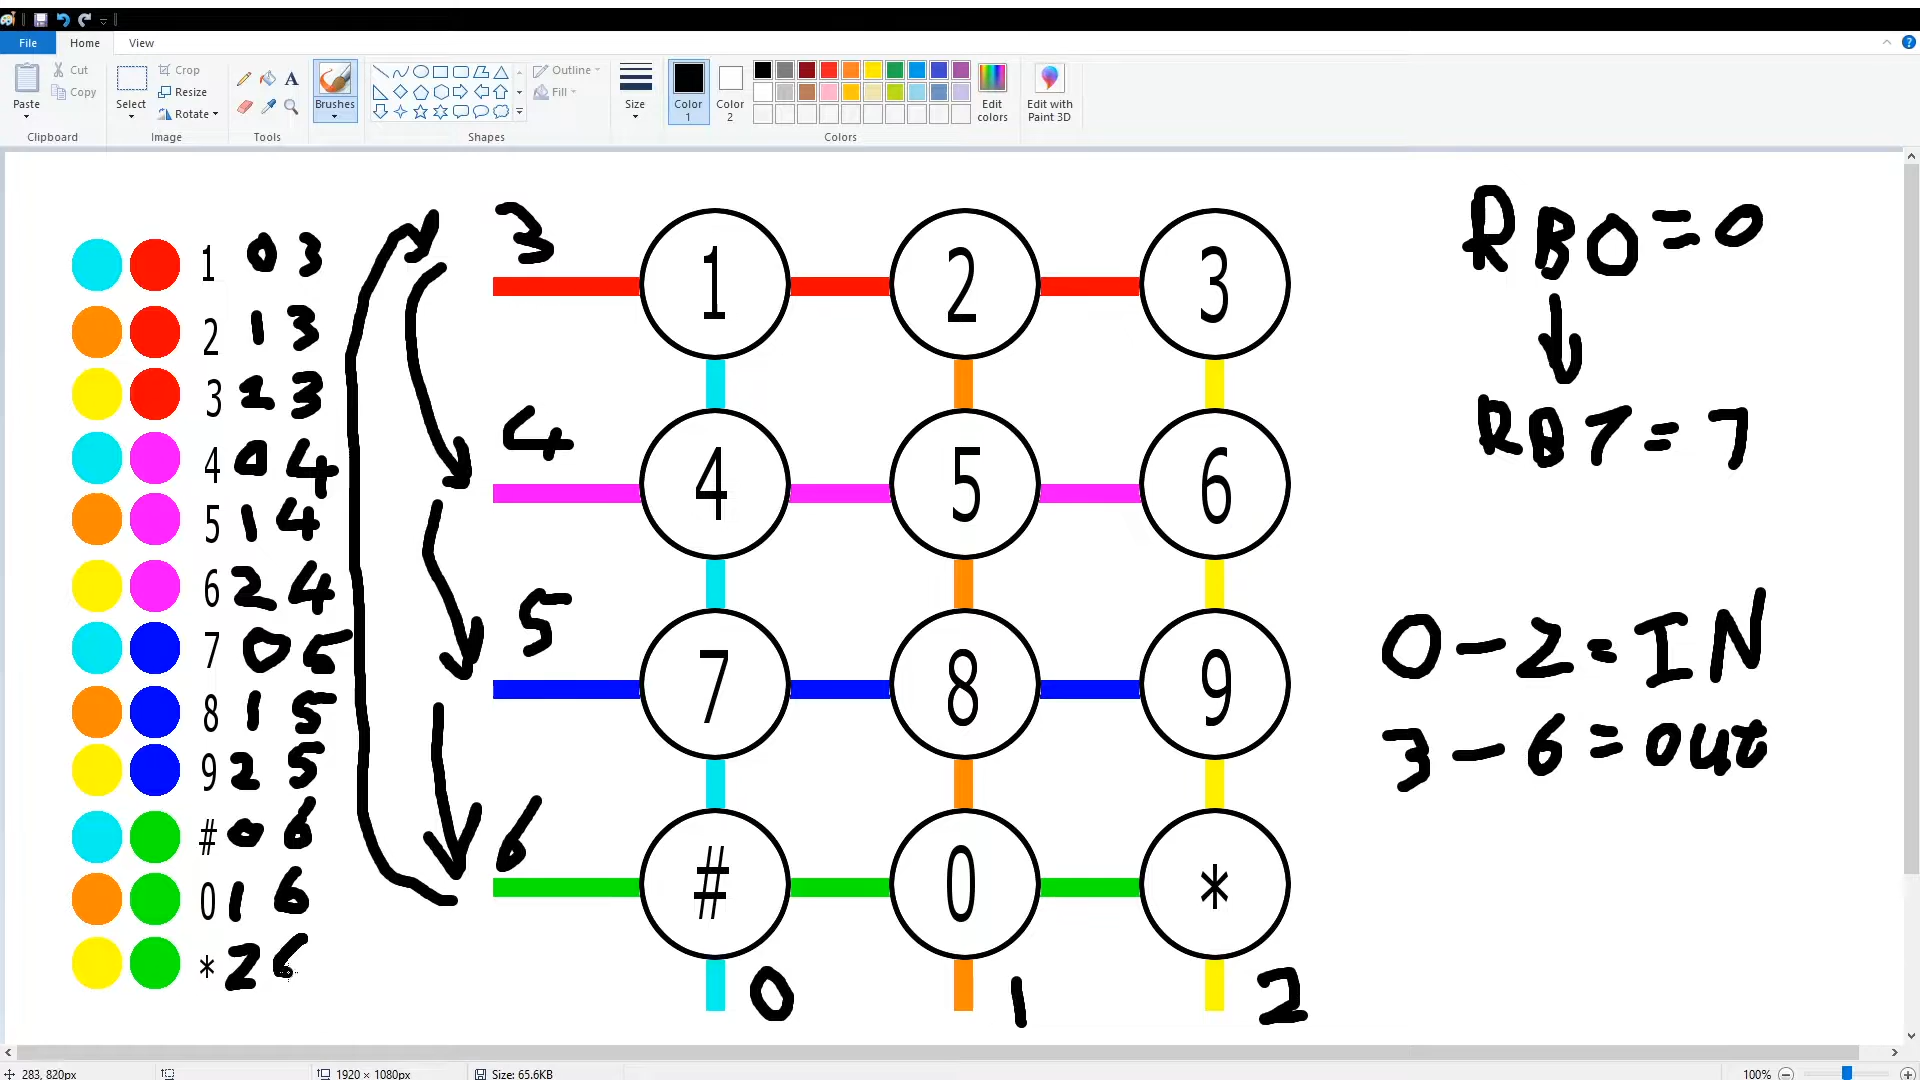 File Home View
Paste Cut Copy Clipboard
Select Crop Resize Rotate Image
Tools
Brushes
Outline Fill Shapes
Size
Color 1 Color 2 Edit colors Colors
Edit with Paint 3D
1 0 3
2 1 3
3 2 3
4 0 4
5 1 4
6 2 4
7 0 5
8 1 5
9 2 5
# 0 6
0 1 6
* 2 6
3 1 2 3
4 4 5 6
5 7 8 9
6 # 0 *
0 1 2
RB0=0
RB7=7
0-2=IN
3-6=out
283, 820px 1920 × 1080px Size: 65.6KB 100%